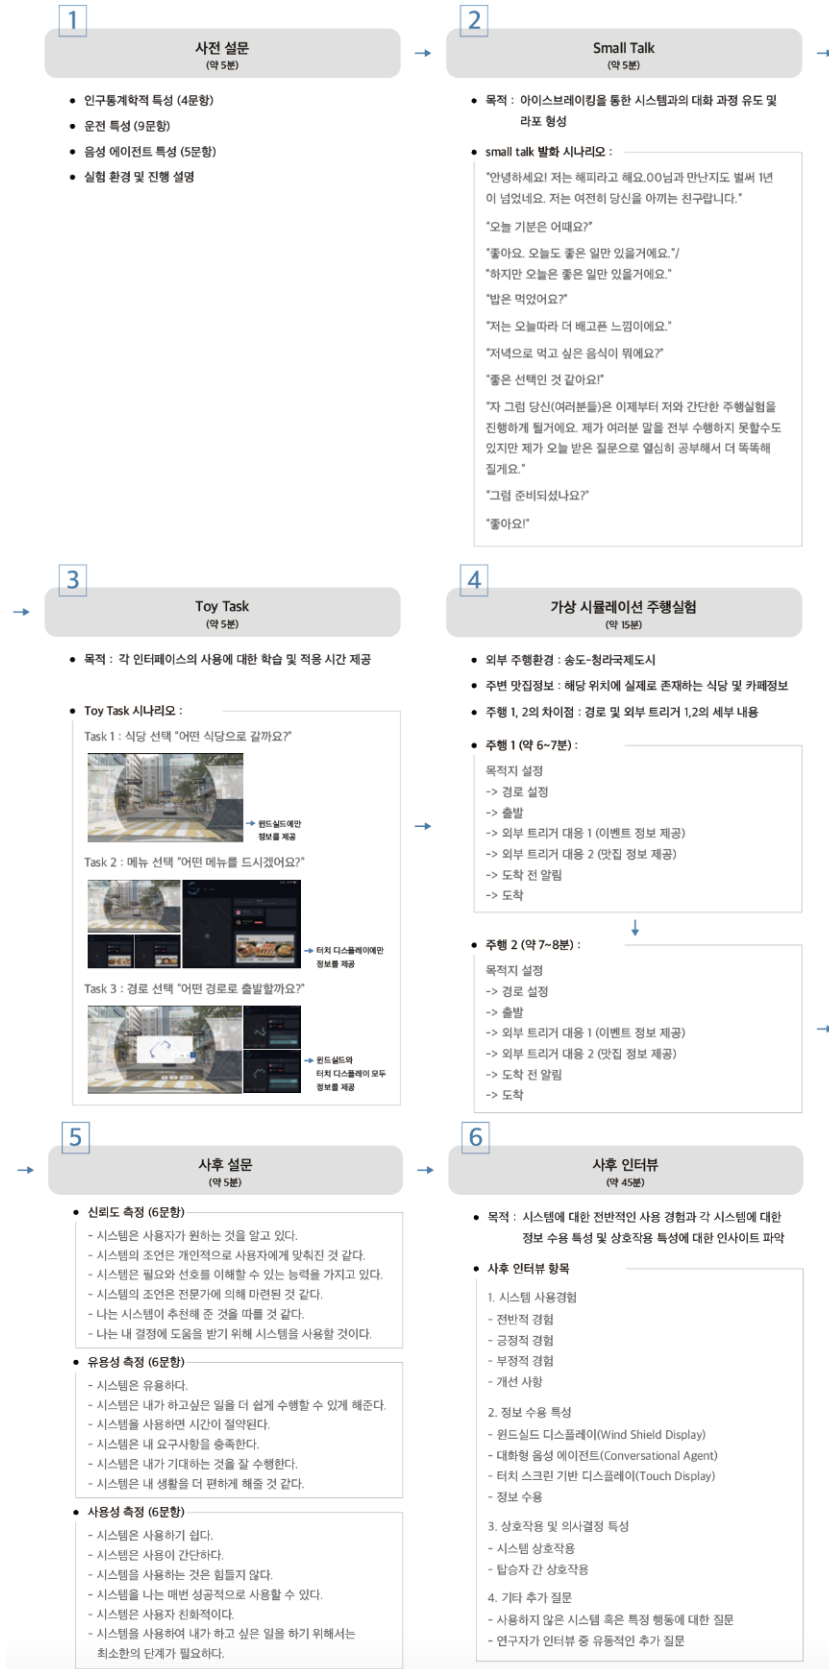 1
사전 설문
(약 5분)
• 인구통계학적 특성 (4문항)
• 운전 특성 (9문항)
• 음성 에이전트 특성 (5문항)
• 실험 환경 및 진행 설명
2
Small Talk
(약 5분)
• 목적 : 아이스브레이킹을 통한 시스템과의 대화 과정 유도 및
라포 형성
• small talk 발화 시나리오 :
"안녕하세요! 저는 해피라고 해요.OO님과 만난지도 벌써 1년
이 넘었네요. 저는 여전히 당신을 아끼는 친구랍니다."
"오늘 기분은 어때요?"
"좋아요. 오늘도 좋은 일만 있을거에요."/
"하지만 오늘은 좋은 일만 있을거에요."
"밥은 먹었어요?"
"저는 오늘따라 더 배고픈 느낌이에요."
"저녁으로 먹고 싶은 음식이 뭐에요?"
"좋은 선택인 것 같아요!"
"자 그럼 당신(여러분들)은 이제부터 저와 간단한 주행실험을
진행하게 될거에요. 제가 여러분 말을 전부 수행하지 못할수도
있지만 제가 오늘 받은 질문으로 열심히 공부해서 더 똑똑해
질게요."
"그럼 준비되셨나요?"
"좋아요!"
3
Toy Task
(약 5분)
• 목적 : 각 인터페이스의 사용에 대한 학습 및 적응 시간 제공
• Toy Task 시나리오 :
Task 1 : 식당 선택 "어떤 식당으로 갈까요?"
윈드실드에만
정보를 제공
Task 2 : 메뉴 선택 "어떤 메뉴를 드시겠어요?"
터치 디스플레이에만
정보를 제공
Task 3 : 경로 선택 "어떤 경로로 출발할까요?"
윈드실드와
터치 디스플레이 모두
정보를 제공
4
가상 시뮬레이션 주행실험
(약 15분)
• 외부 주행환경 : 송도-청라국제도시
• 주변 맛집정보 : 해당 위치에 실제로 존재하는 식당 및 카페정보
• 주행 1, 2의 차이점 : 경로 및 외부 트리거 1,2의 세부 내용
• 주행 1 (약 6~7분) :
목적지 설정
-> 경로 설정
-> 출발
-> 외부 트리거 대응 1 (이벤트 정보 제공)
-> 외부 트리거 대응 2 (맛집 정보 제공)
-> 도착 전 알림
-> 도착
• 주행 2 (약 7~8분) :
목적지 설정
-> 경로 설정
-> 출발
-> 외부 트리거 대응 1 (이벤트 정보 제공)
-> 외부 트리거 대응 2 (맛집 정보 제공)
-> 도착 전 알림
-> 도착
5
사후 설문
(약 5분)
• 신뢰도 측정 (6문항)
- 시스템은 사용자가 원하는 것을 알고 있다.
- 시스템의 조언은 개인적으로 사용자에게 맞춰진 것 같다.
- 시스템은 필요와 선호를 이해할 수 있는 능력을 가지고 있다.
- 시스템의 조언은 전문가에 의해 마련된 것 같다.
- 나는 시스템이 추천해 준 것을 따를 것 같다.
- 나는 내 결정에 도움을 받기 위해 시스템을 사용할 것이다.
• 유용성 측정 (6문항)
- 시스템은 유용하다.
- 시스템은 내가 하고싶은 일을 더 쉽게 수행할 수 있게 해준다.
- 시스템을 사용하면 시간이 절약된다.
- 시스템은 내 요구사항을 충족한다.
- 시스템은 내가 기대하는 것을 잘 수행한다.
- 시스템은 내 생활을 더 편하게 해줄 것 같다.
• 사용성 측정 (6문항)
- 시스템은 사용하기 쉽다.
- 시스템은 사용이 간단하다.
- 시스템을 사용하는 것은 힘들지 않다.
- 시스템을 나는 매번 성공적으로 사용할 수 있다.
- 시스템은 사용자 친화적이다.
- 시스템을 사용하여 내가 하고 싶은 일을 하기 위해서는
최소한의 단계가 필요하다.
6
사후 인터뷰
(약 45분)
• 목적 : 시스템에 대한 전반적인 사용 경험과 각 시스템에 대한
정보 수용 특성 및 상호작용 특성에 대한 인사이트 파악
• 사후 인터뷰 항목
1. 시스템 사용경험
- 전반적 경험
- 긍정적 경험
- 부정적 경험
- 개선 사항
2. 정보 수용 특성
- 윈드실드 디스플레이(Wind Shield Display)
- 대화형 음성 에이전트(Conversational Agent)
- 터치 스크린 기반 디스플레이(Touch Display)
- 정보 수용
3. 상호작용 및 의사결정 특성
- 시스템 상호작용
- 탑승자 간 상호작용
4. 기타 추가 질문
- 사용하지 않은 시스템 혹은 특정 행동에 대한 질문
- 연구자가 인터뷰 중 유동적인 추가 질문